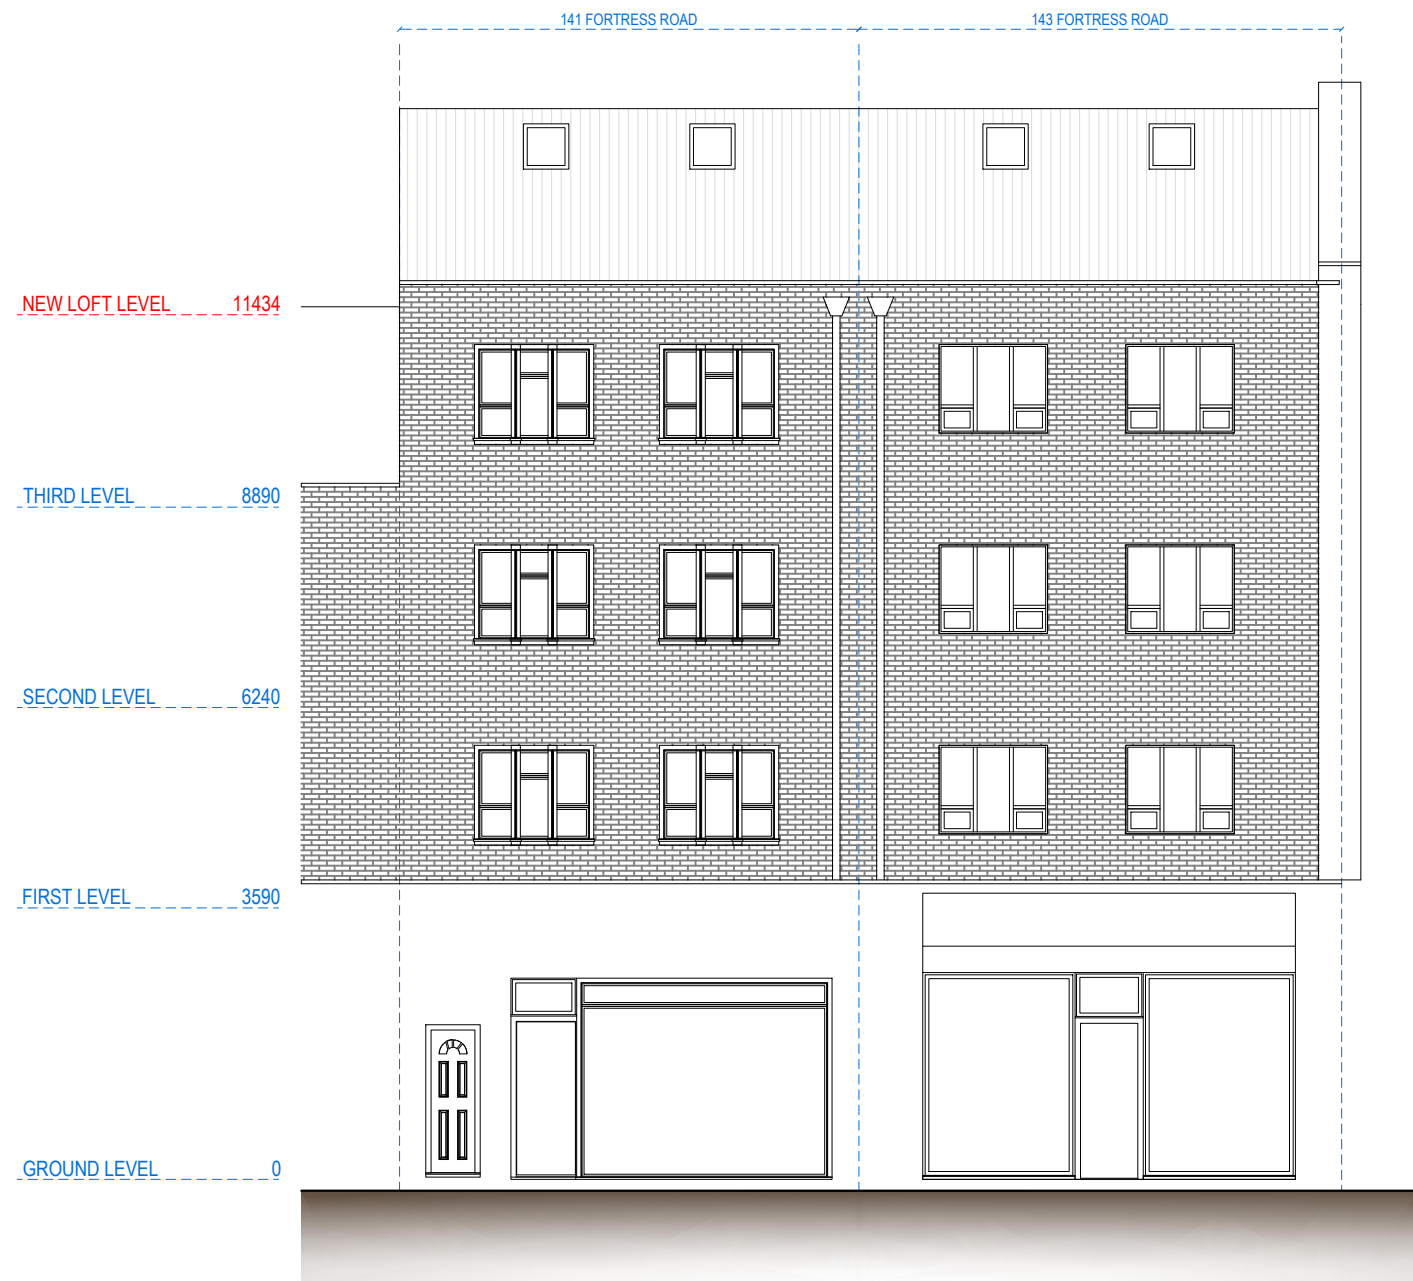 141 FORTRESS ROAD 143 FORTRESS ROAD
NEW LOFT LEVEL 11434
THIRD LEVEL 8890
SECOND LEVEL 6240
FIRST LEVEL 3590
GROUND LEVEL 0